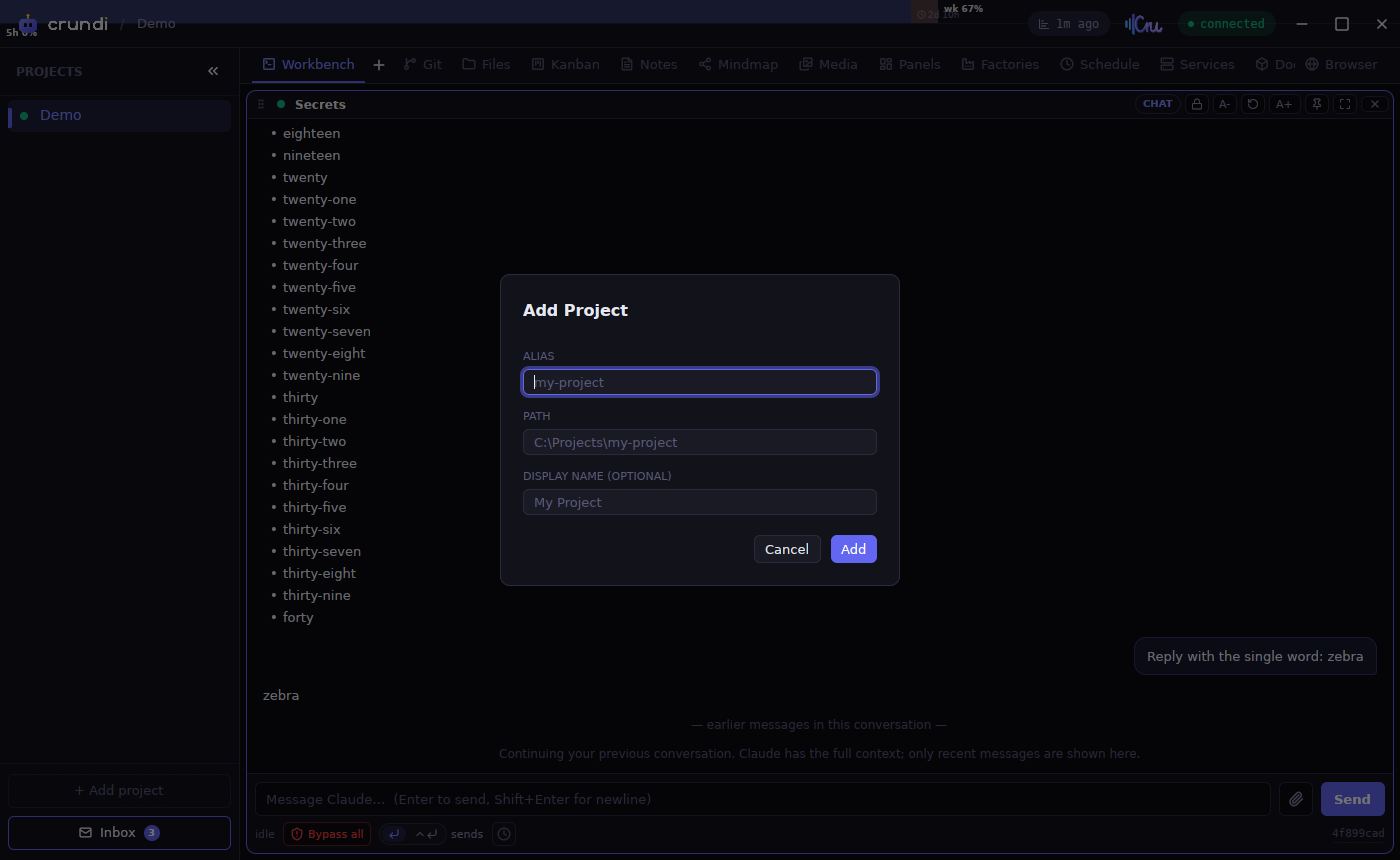 crundi / Demo
5h 0%
2d 10h
wk 67%
1m ago
Cru
connected
PROJECTS
Demo
+ Add project
Inbox 3
Workbench + Git Files Kanban Notes Mindmap Media Panels Factories Schedule Services Doc Browser
Secrets
CHAT A- A+
• eighteen
• nineteen
• twenty
• twenty-one
• twenty-two
• twenty-three
• twenty-four
• twenty-five
• twenty-six
• twenty-seven
• twenty-eight
• twenty-nine
• thirty
• thirty-one
• thirty-two
• thirty-three
• thirty-four
• thirty-five
• thirty-six
• thirty-seven
• thirty-eight
• thirty-nine
• forty
Reply with the single word: zebra
zebra
— earlier messages in this conversation —
Continuing your previous conversation. Claude has the full context; only recent messages are shown here.
Message Claude... (Enter to send, Shift+Enter for newline)
Send
idle Bypass all sends
4f899cad
Add Project
ALIAS
my-project
PATH
C:\Projects\my-project
DISPLAY NAME (OPTIONAL)
My Project
Cancel Add